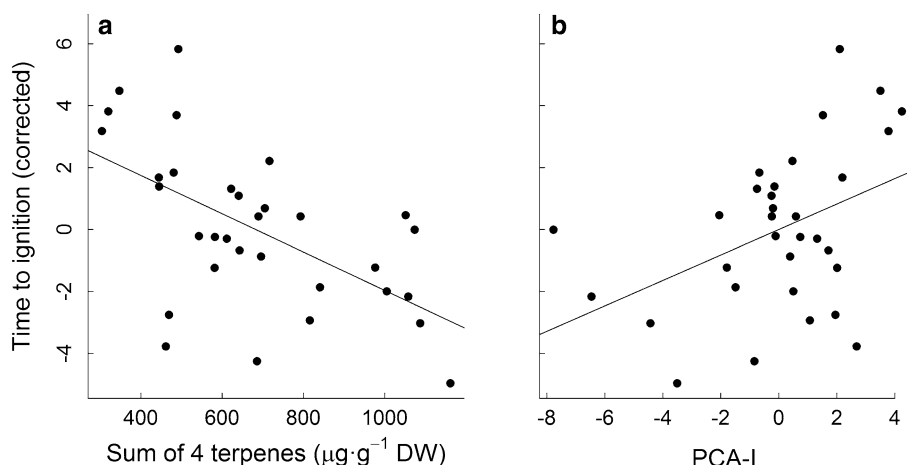 a
b
Time to ignition (corrected)
6
4
2
0
-2
-4
400 600 800 1000
-8 -6 -4 -2 0 2 4
Sum of 4 terpenes (µg·g⁻¹ DW)
PCA-I